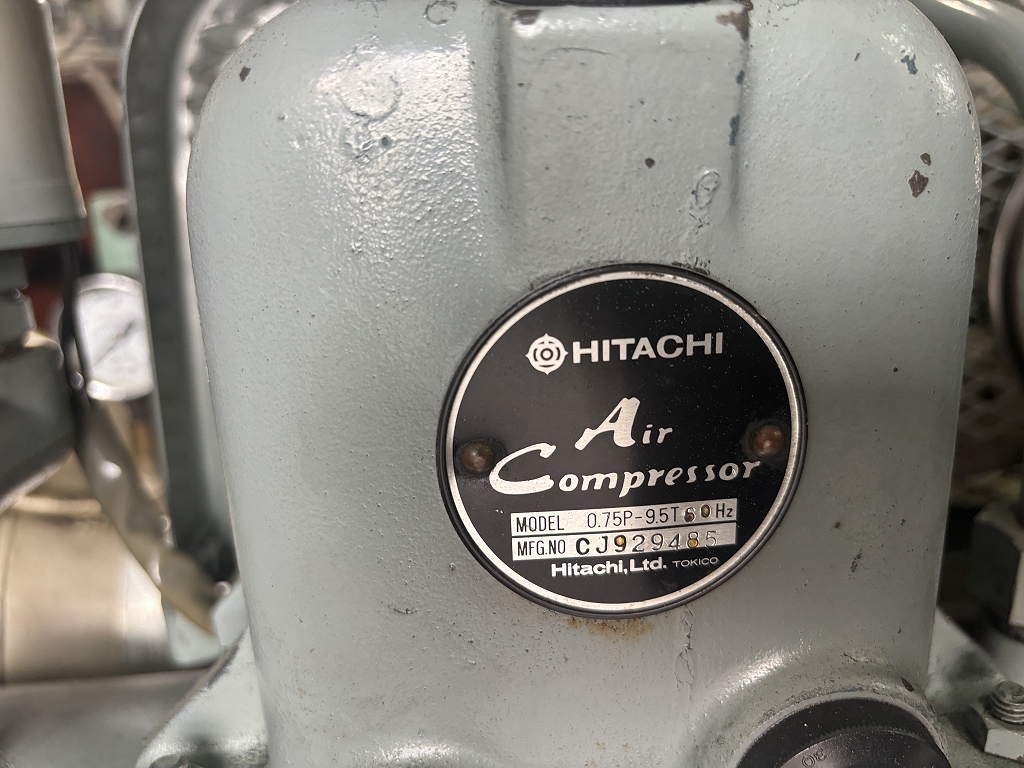 HITACHI
Air
Compressor
MODEL 0.75P-9.5T 60 Hz
MFG.NO CJ929485
Hitachi,Ltd. TOKICO